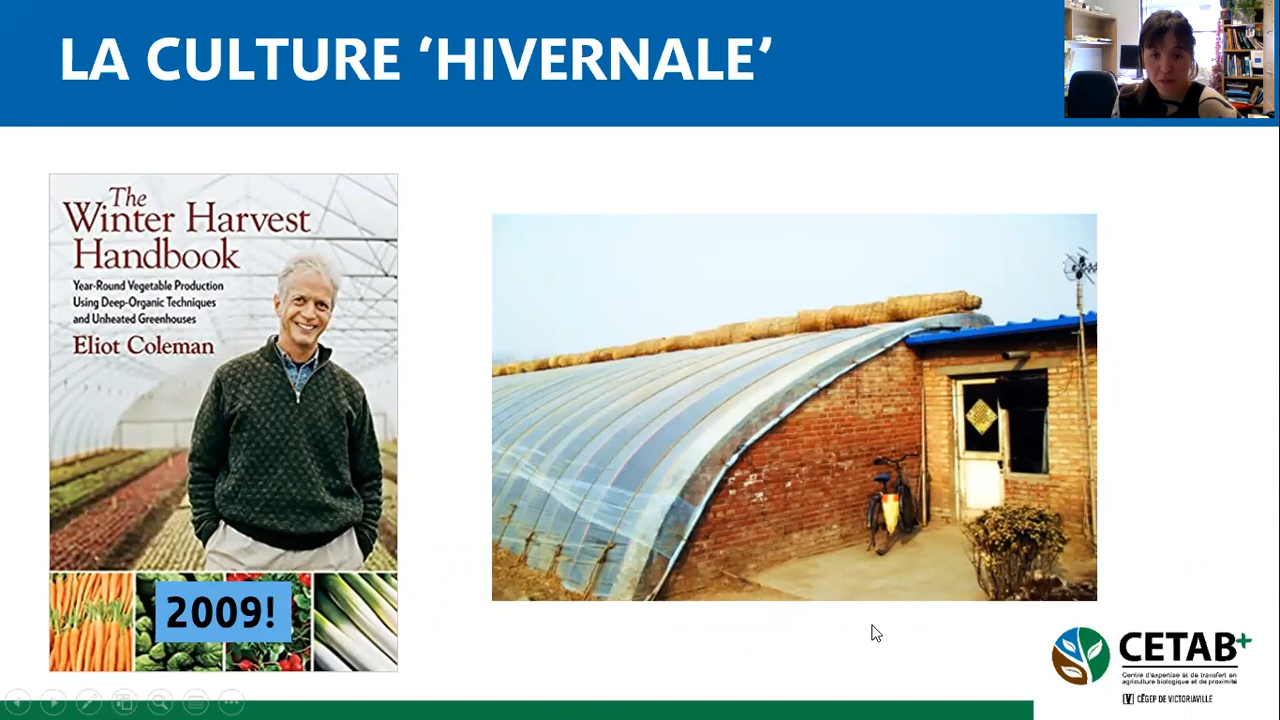 LA CULTURE ‘HIVERNALE’
The
Winter Harvest
Handbook
Year-Round Vegetable Production
Using Deep-Organic Techniques
and Unheated Greenhouses
Eliot Coleman
2009!
CETAB+
Centre d'expertise et de transfert en
agriculture biologique et de proximité
CÉGEP DE VICTORIAVILLE